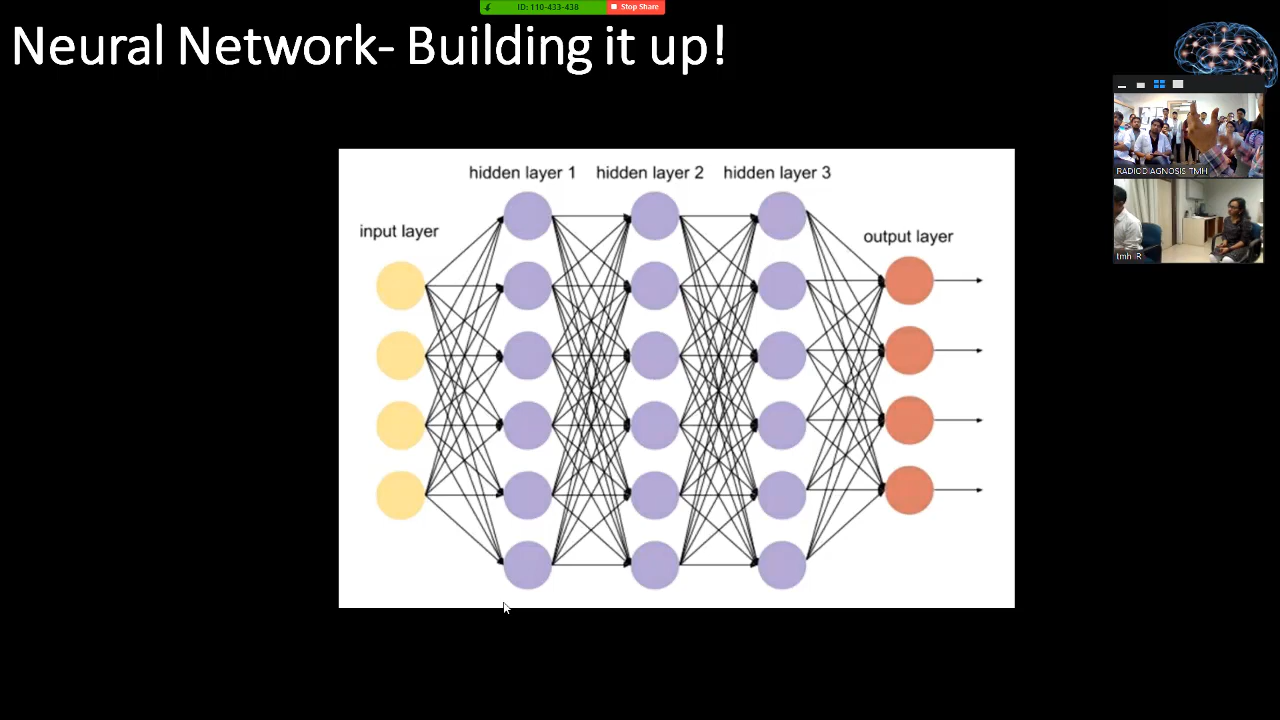 ID: 110-433-438
Stop Share
Neural Network- Building it up!
hidden layer 1
hidden layer 2
hidden layer 3
input layer
output layer
RADIODIAGNOSIS TMH
tmh IR